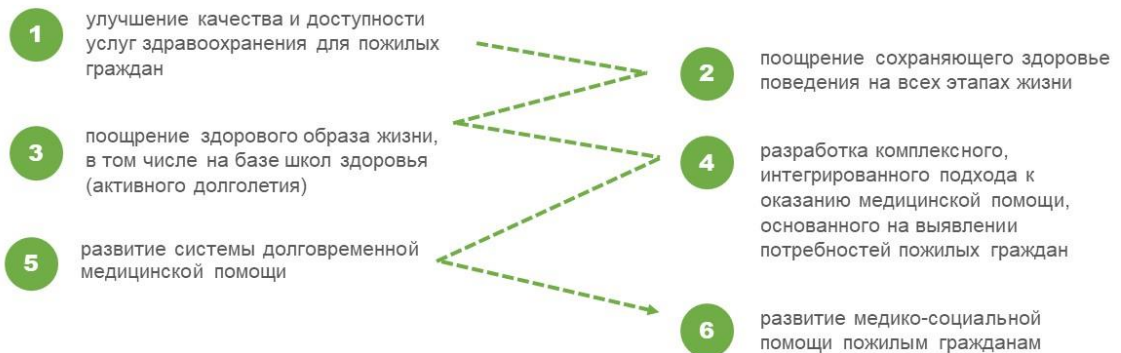 1
улучшение качества и доступности
услуг здравоохранения для пожилых
граждан
2
поощрение сохраняющего здоровье
поведения на всех этапах жизни
3
поощрение здорового образа жизни,
в том числе на базе школ здоровья
(активного долголетия)
4
разработка комплексного,
интегрированного подхода к
оказанию медицинской помощи,
основанного на выявлении
потребностей пожилых граждан
5
развитие системы долговременной
медицинской помощи
6
развитие медико-социальной
помощи пожилым гражданам